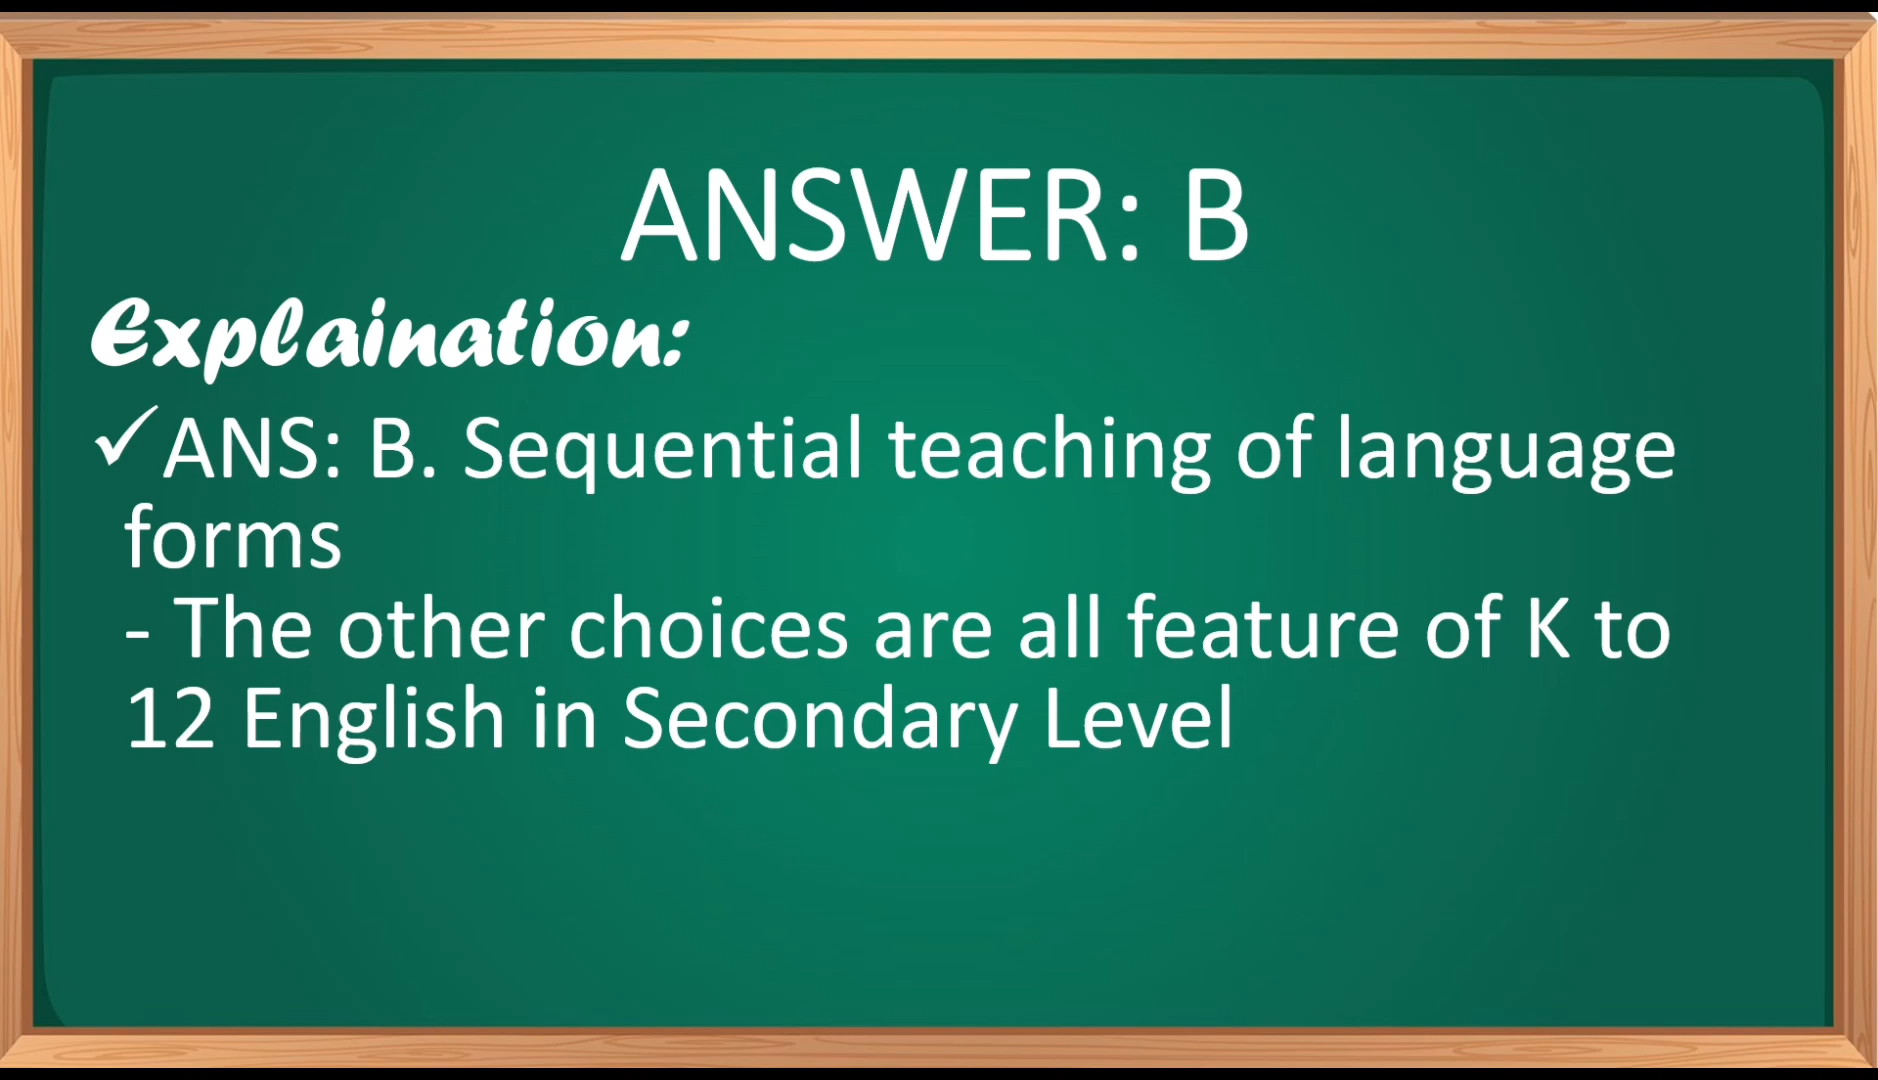 ANSWER: B
Explaination:
✓ANS: B. Sequential teaching of language
forms
- The other choices are all feature of K to
12 English in Secondary Level